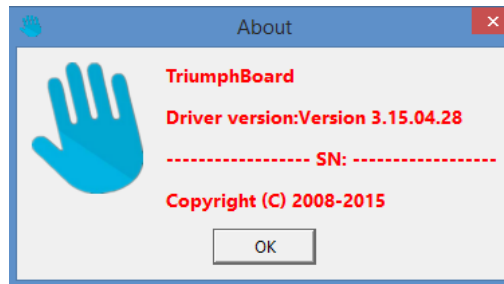 About
TriumphBoard
Driver version:Version 3.15.04.28
----------------- SN: -----------------
Copyright (C) 2008-2015
OK